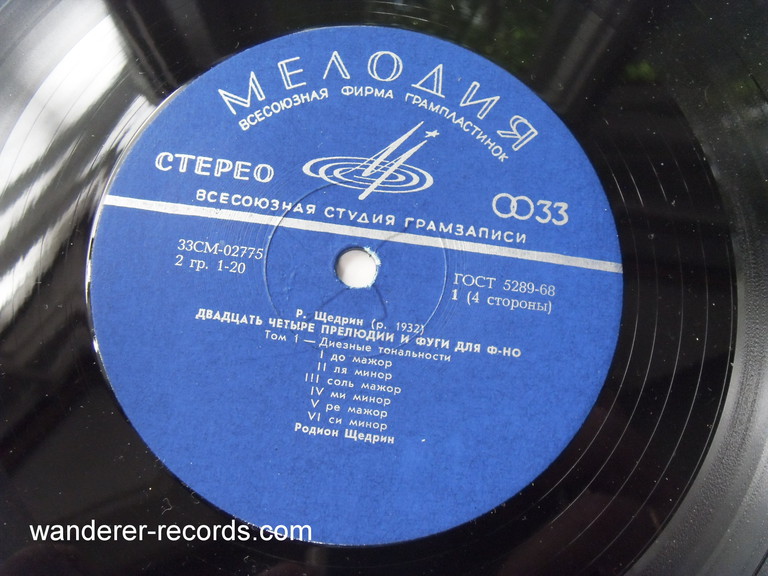 МЕЛОДИЯ
ВСЕСОЮЗНАЯ ФИРМА ГРАМПЛАСТИНОК
СТЕРЕО
33
ВСЕСОЮЗНАЯ СТУДИЯ ГРАМЗАПИСИ
33СМ-02775
2 гр. 1-20
ГОСТ 5289-68
1 (4 стороны)
Р. Щедрин (р. 1932)
ДВАДЦАТЬ ЧЕТЫРЕ ПРЕЛЮДИИ И ФУГИ ДЛЯ Ф-НО
Том 1 — Диезные тональности
I до мажор
II ля минор
III соль мажор
IV ми минор
V ре мажор
VI си минор
Родион Щедрин
wanderer-records.com